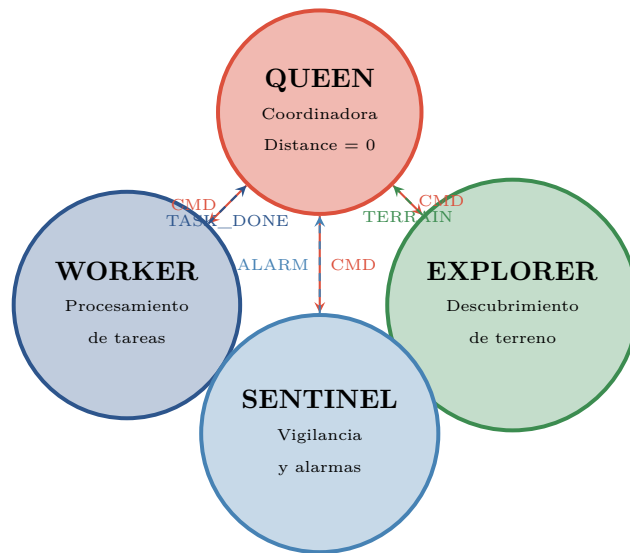 QUEEN
Coordinadora
Distance = 0
CMD
TASK_DONE
CMD
TERRAIN
ALARM
CMD
WORKER
Procesamiento
de tareas
EXPLORER
Descubrimiento
de terreno
SENTINEL
Vigilancia
y alarmas